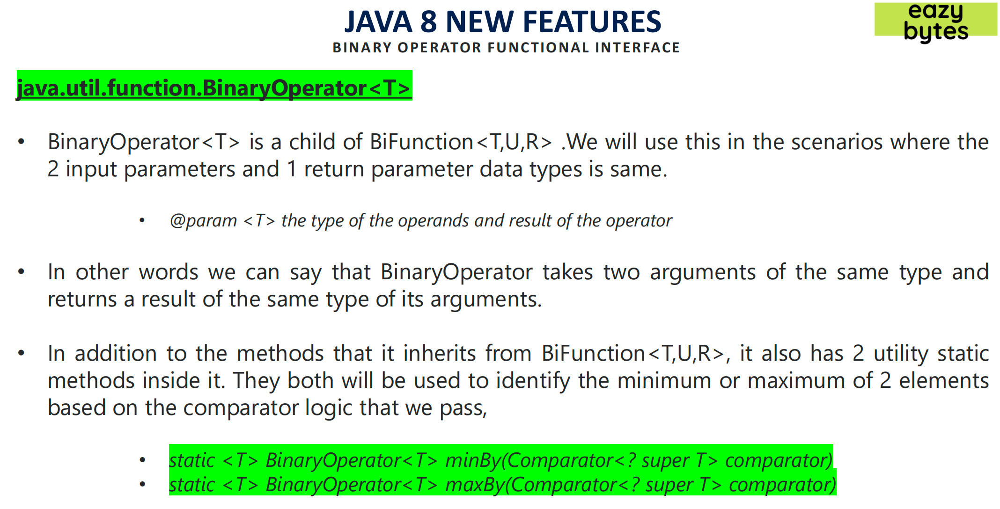 JAVA 8 NEW FEATURES
BINARY OPERATOR FUNCTIONAL INTERFACE
eazy
bytes
java.util.function.BinaryOperator<T>
• BinaryOperator<T> is a child of BiFunction<T,U,R> .We will use this in the scenarios where the
2 input parameters and 1 return parameter data types is same.
• @param <T> the type of the operands and result of the operator
• In other words we can say that BinaryOperator takes two arguments of the same type and
returns a result of the same type of its arguments.
• In addition to the methods that it inherits from BiFunction<T,U,R>, it also has 2 utility static
methods inside it. They both will be used to identify the minimum or maximum of 2 elements
based on the comparator logic that we pass,
• static <T> BinaryOperator<T> minBy(Comparator<? super T> comparator)
• static <T> BinaryOperator<T> maxBy(Comparator<? super T> comparator)